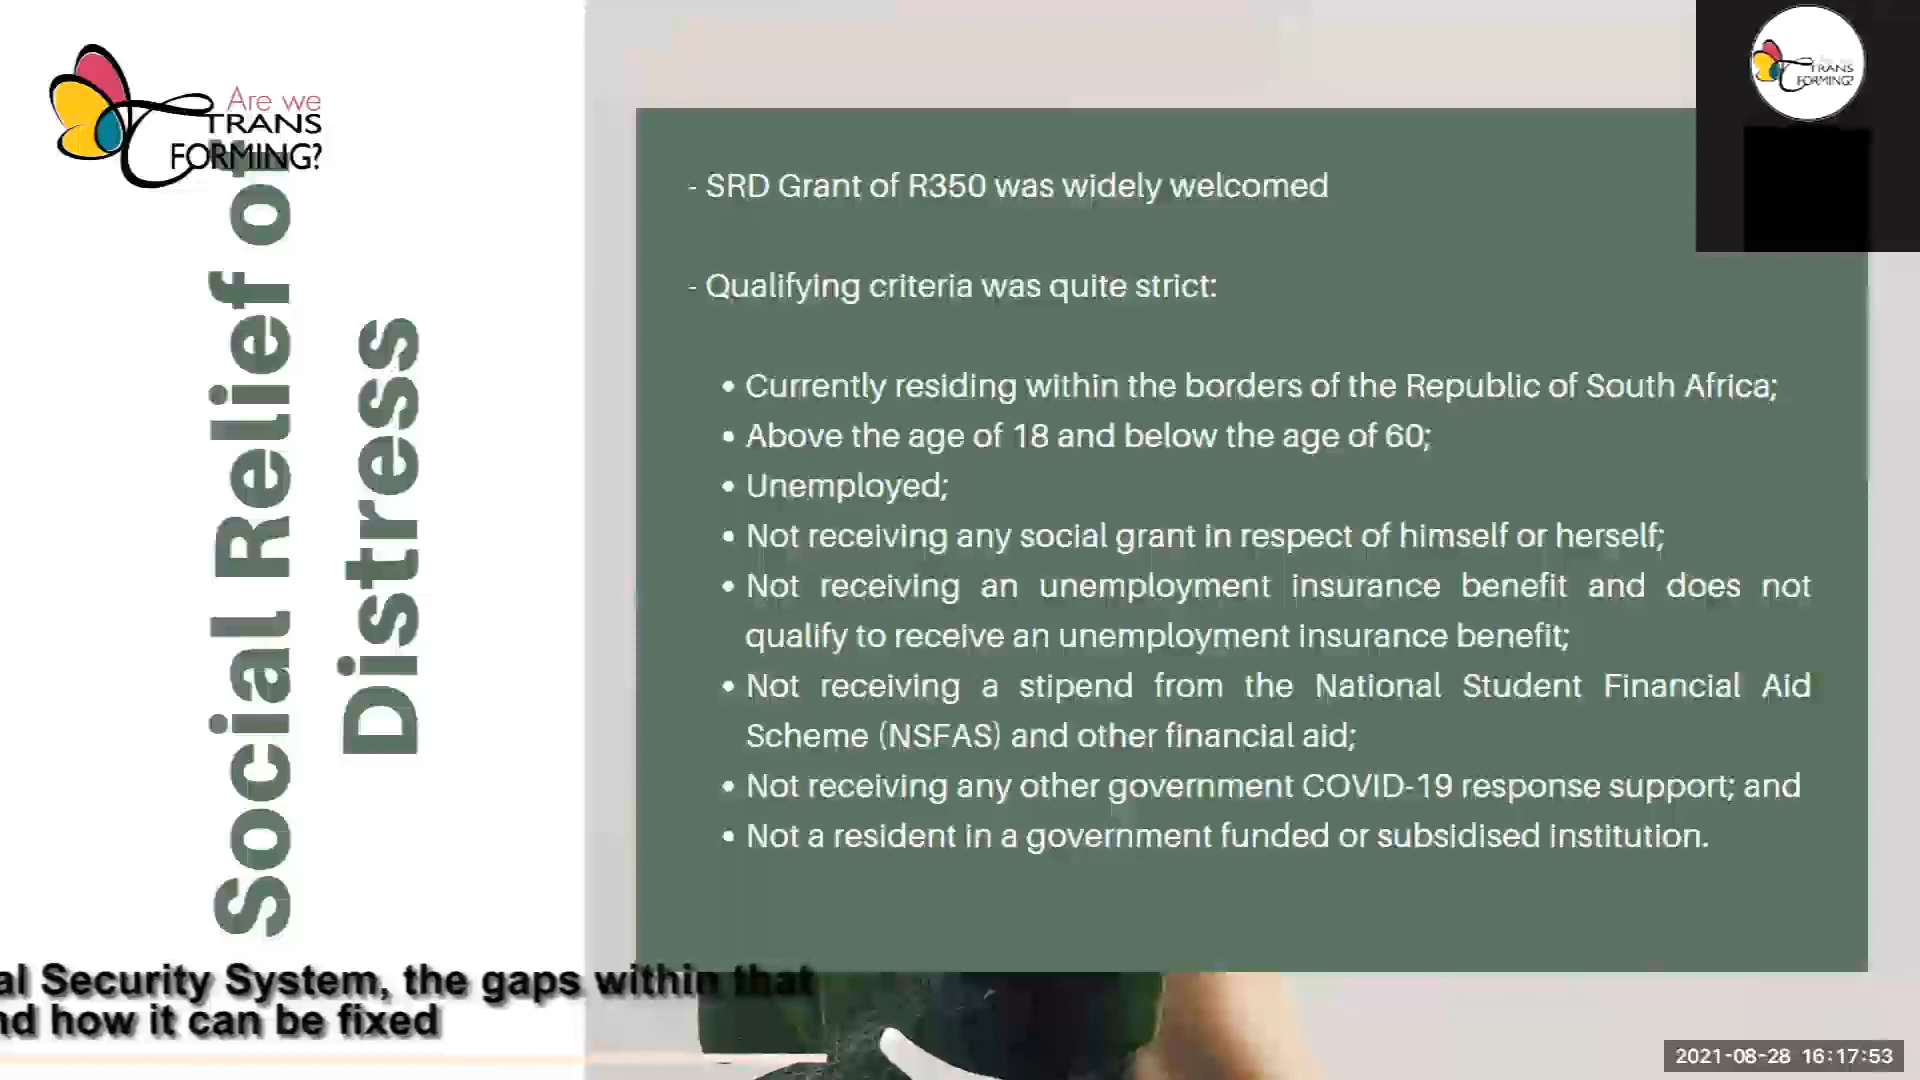 Are we
TRANS
FORMING?
Social Relief of
Distress
- SRD Grant of R350 was widely welcomed
- Qualifying criteria was quite strict:
• Currently residing within the borders of the Republic of South Africa;
• Above the age of 18 and below the age of 60;
• Unemployed;
• Not receiving any social grant in respect of himself or herself;
• Not receiving an unemployment insurance benefit and does not
qualify to receive an unemployment insurance benefit;
• Not receiving a stipend from the National Student Financial Aid
Scheme (NSFAS) and other financial aid;
• Not receiving any other government COVID-19 response support; and
• Not a resident in a government funded or subsidised institution.
TRANS
FORMING?
al Security System, the gaps within that
nd how it can be fixed
2021-08-28 16:17:53